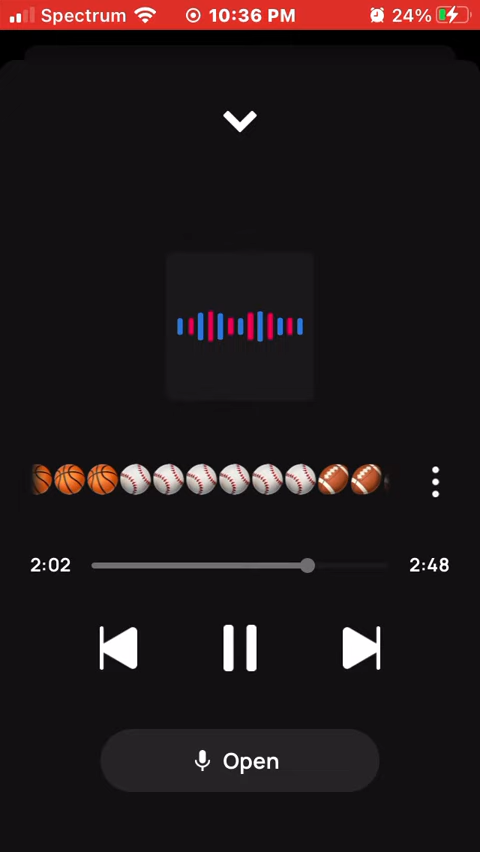 Spectrum 10:36 PM 24%
🏀🏀🏀⚾⚾⚾⚾⚾⚾🏈🏈
2:02 2:48
Open